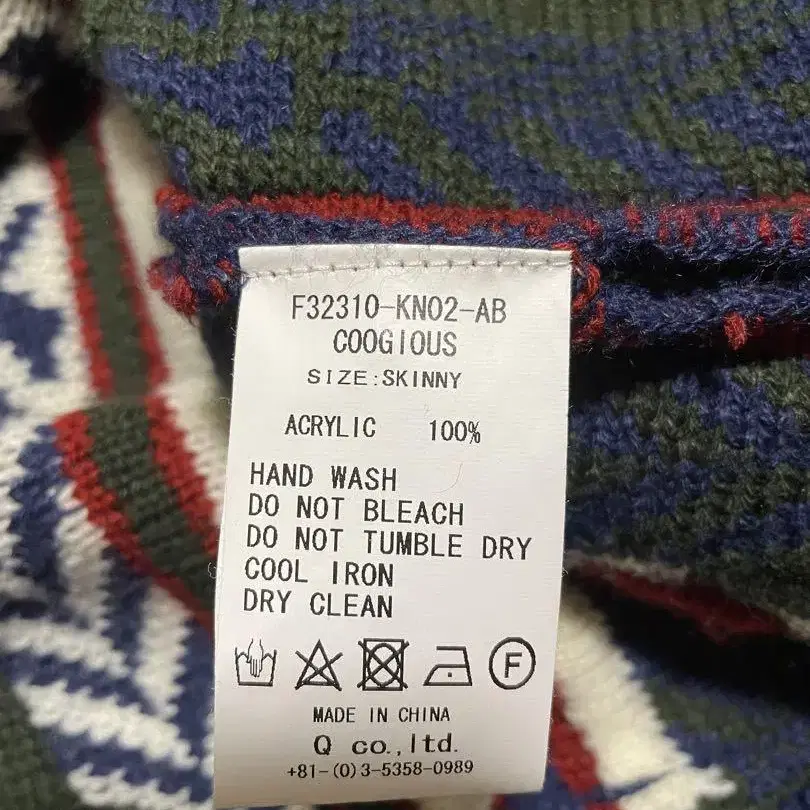 F32310-KN02-AB
COOGIOUS
SIZE:SKINNY
ACRYLIC 100%
HAND WASH
DO NOT BLEACH
DO NOT TUMBLE DRY
COOL IRON
DRY CLEAN
F
MADE IN CHINA
Q co.,ltd.
+81-(0)3-5358-0989